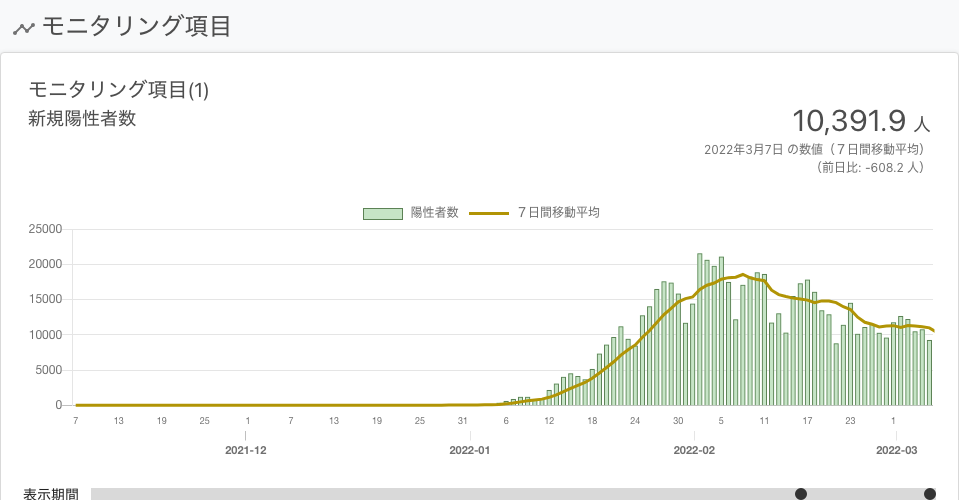 モニタリング項目
モニタリング項目(1)
新規陽性者数
10,391.9 人
2022年3月7日 の数値（７日間移動平均）
（前日比: -608.2 人）
陽性者数 ７日間移動平均
25000
20000
15000
10000
5000
0
7 13 19 25 1 7 13 19 25 31 6 12 18 24 30 5 11 17 23 1
2021-12 2022-01 2022-02 2022-03
表示期間